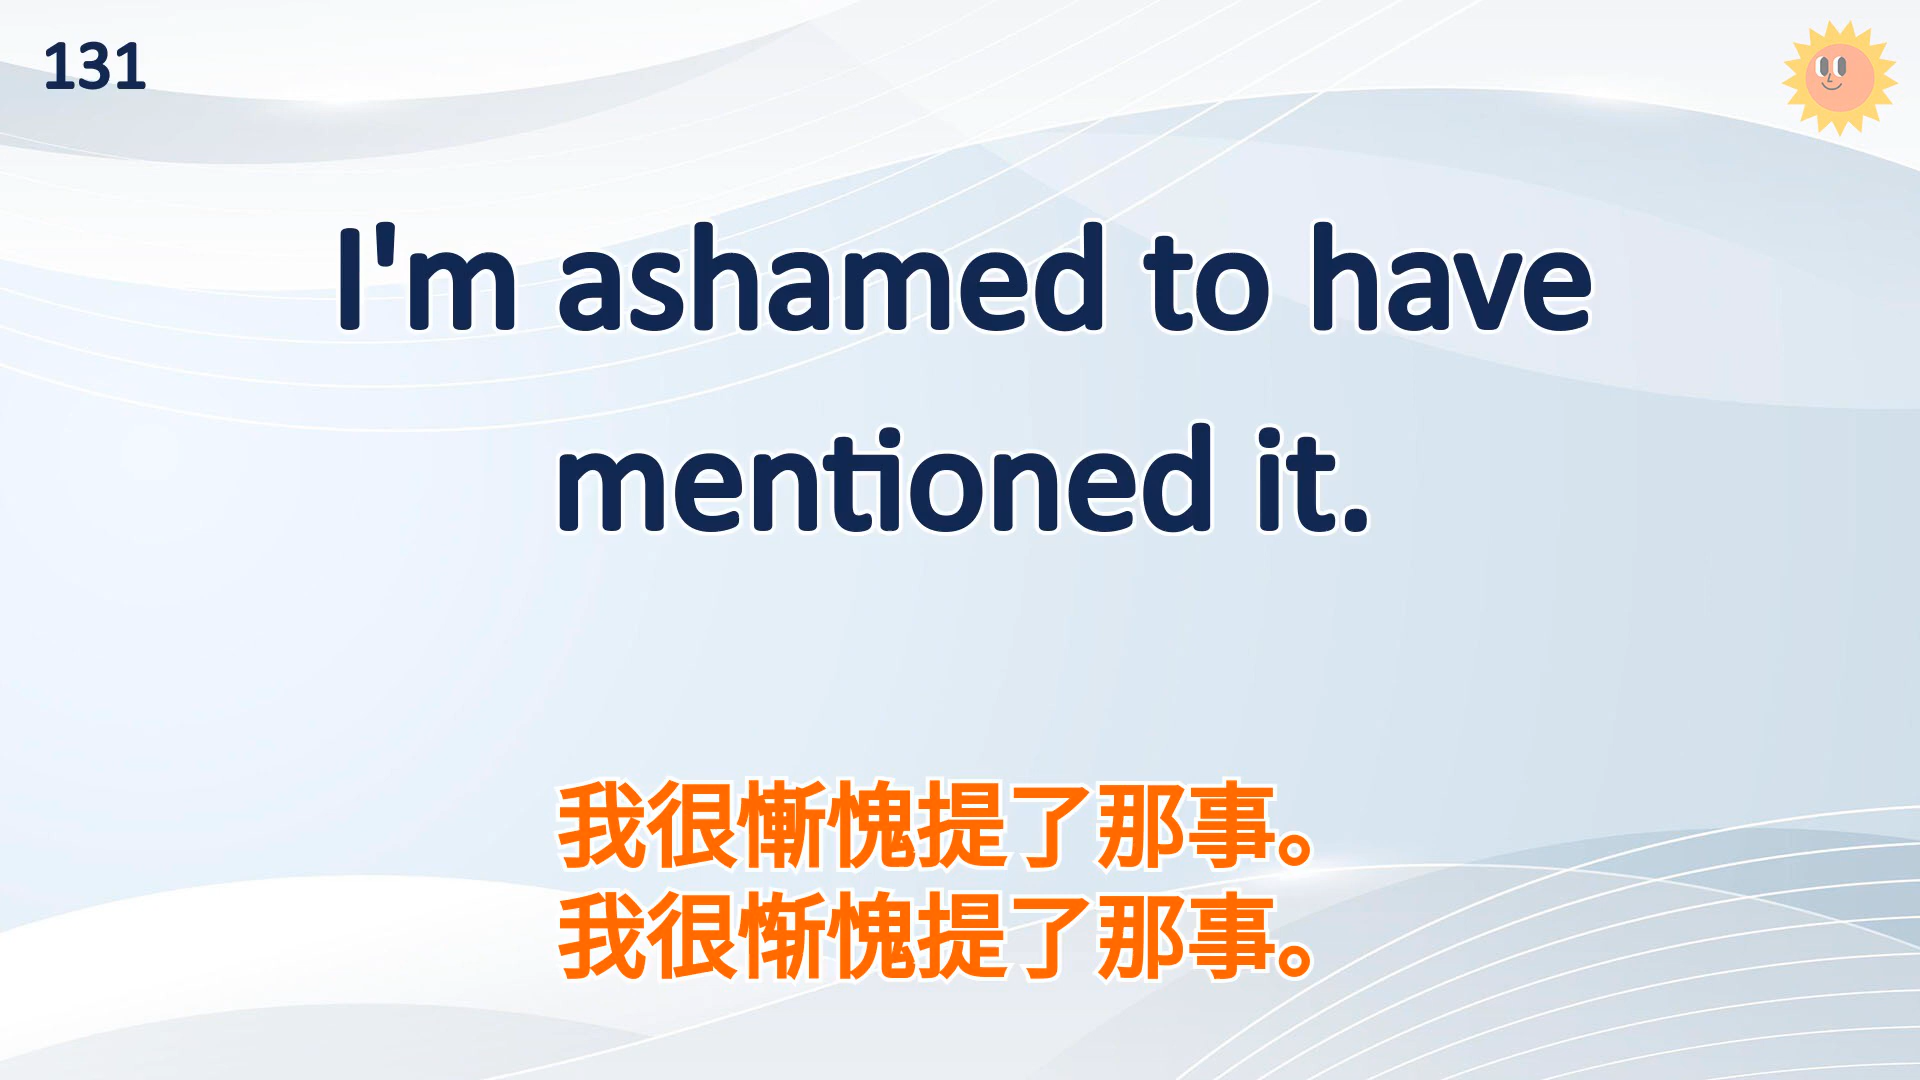 131
I'm ashamed to have
mentioned it.
我很慚愧提了那事。
我很惭愧提了那事。